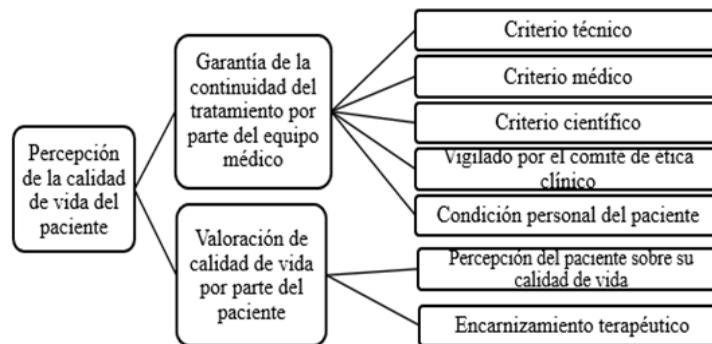 Percepción
de la calidad
de vida del
paciente
Garantía de la
continuidad del
tratamiento por
parte del equipo
médico
Valoración de
calidad de vida
por parte del
paciente
Criterio técnico
Criterio médico
Criterio científico
Vigilado por el comité de ética
clínico
Condición personal del paciente
Percepción del paciente sobre su
calidad de vida
Encarnizamiento terapéutico